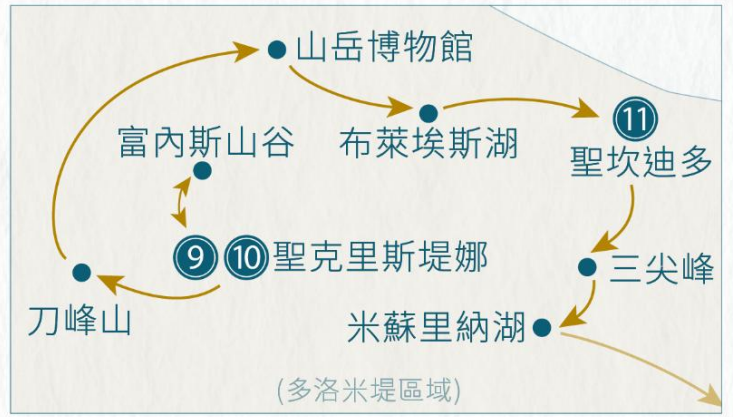 山岳博物館
富內斯山谷
布萊埃斯湖
11
聖坎迪多
9 10 聖克里斯堤娜
刀峰山
三尖峰
米蘇里納湖
(多洛米堤區域)